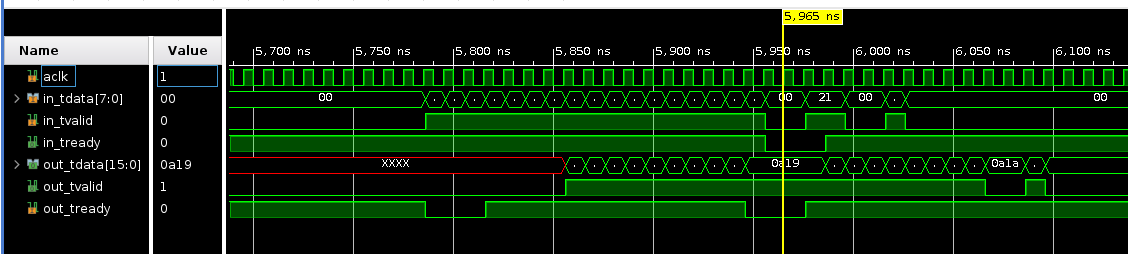 5,965 ns
Name Value 5,700 ns 5,750 ns 5,800 ns 5,850 ns 5,900 ns 5,950 ns 6,000 ns 6,050 ns 6,100 ns
aclk 1
in_tdata[7:0] 00 00 00 21 00 00
in_tvalid 0
in_tready 0
out_tdata[15:0] 0a19 XXXX 0a19 0a1a
out_tvalid 1
out_tready 0